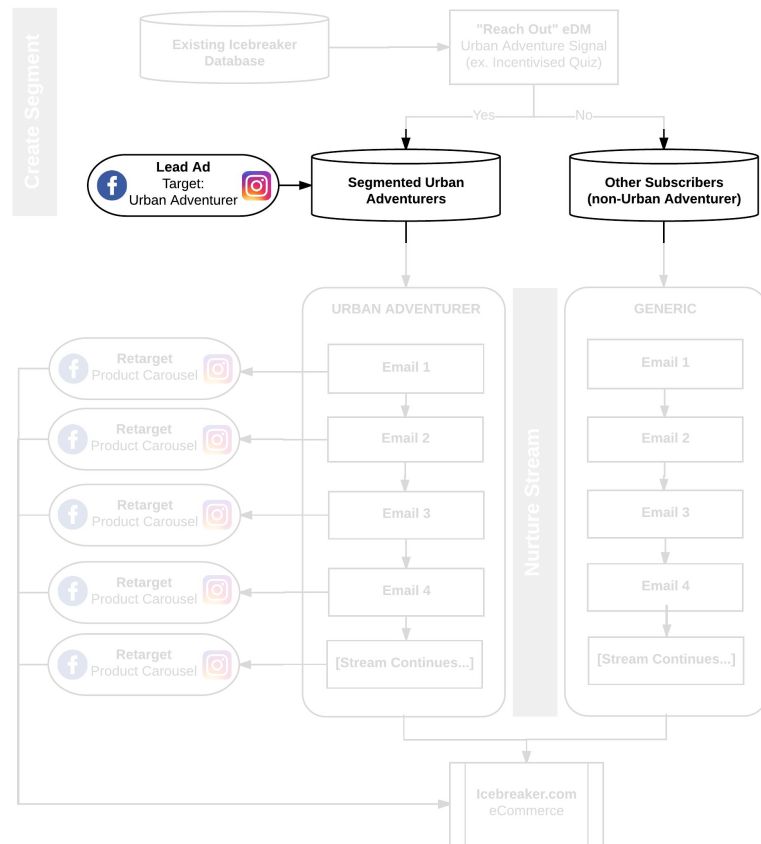 Create Segment
Existing Icebreaker
Database
"Reach Out" eDM
Urban Adventure Signal
(ex. Incentivised Quiz)
Yes
No
Lead Ad
Target:
Urban Adventurer
Segmented Urban
Adventurers
Other Subscribers
(non-Urban Adventurer)
URBAN ADVENTURER
GENERIC
Nurture Stream
Retarget
Product Carousel
Email 1
Email 1
Retarget
Product Carousel
Email 2
Email 2
Retarget
Product Carousel
Email 3
Email 3
Retarget
Product Carousel
Email 4
Email 4
Retarget
Product Carousel
[Stream Continues...]
[Stream Continues...]
Icebreaker.com
eCommerce